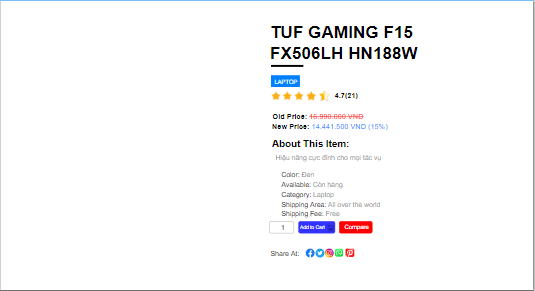 TUF GAMING F15
FX506LH HN188W
LAPTOP
4.7(21)
Old Price: 16.990.000 VND
New Price: 14.441.500 VND (15%)
About This Item:
Hiệu năng cực đỉnh cho mọi tác vụ
Color: Đen
Available: Còn hàng
Category: Laptop
Shipping Area: All over the world
Shipping Fee: Free
1 Add to Cart Compare
Share At: